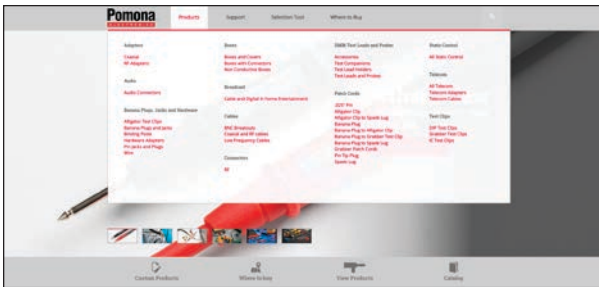 Pomona
ELECTRONICS
Products
Support
Selection Tool
Where to Buy
Adapters
Coaxial
RF Adapters
Audio
Audio Connectors
Banana Plugs, Jacks and Hardware
Alligator Test Clips
Banana Plugs and Jacks
Binding Posts
Hardware Adapters
Pin Jacks and Plugs
Wire
Boxes
Boxes and Covers
Boxes with Connectors
Non Conductive Boxes
Broadcast
Cable and Digital In Home Entertainment
Cables
BNC Breakouts
Coaxial and RF cables
Low Frequency Cables
Connectors
DMM Test Leads and Probes
Accessories
Test Companions
Test Lead Holders
Test Leads and Probes
Patch Cords
.025" Pin
Alligator Clip
Alligator Clip to Spade Lug
Banana Plug
Banana Plug to Alligator Clip
Banana Plug to Grabber Test Clip
Banana Plug to Spade Lug
Grabber Patch Cords
Pin Tip Plug
Spade Lug
Static Control
All Static Control
Telecom
All Telecom
Telecom Adapters
Telecom Cables
Test Clips
DIP Test Clips
Grabber Test Clips
IC Test Clips
Custom Products
Where to buy
View Products
Catalog